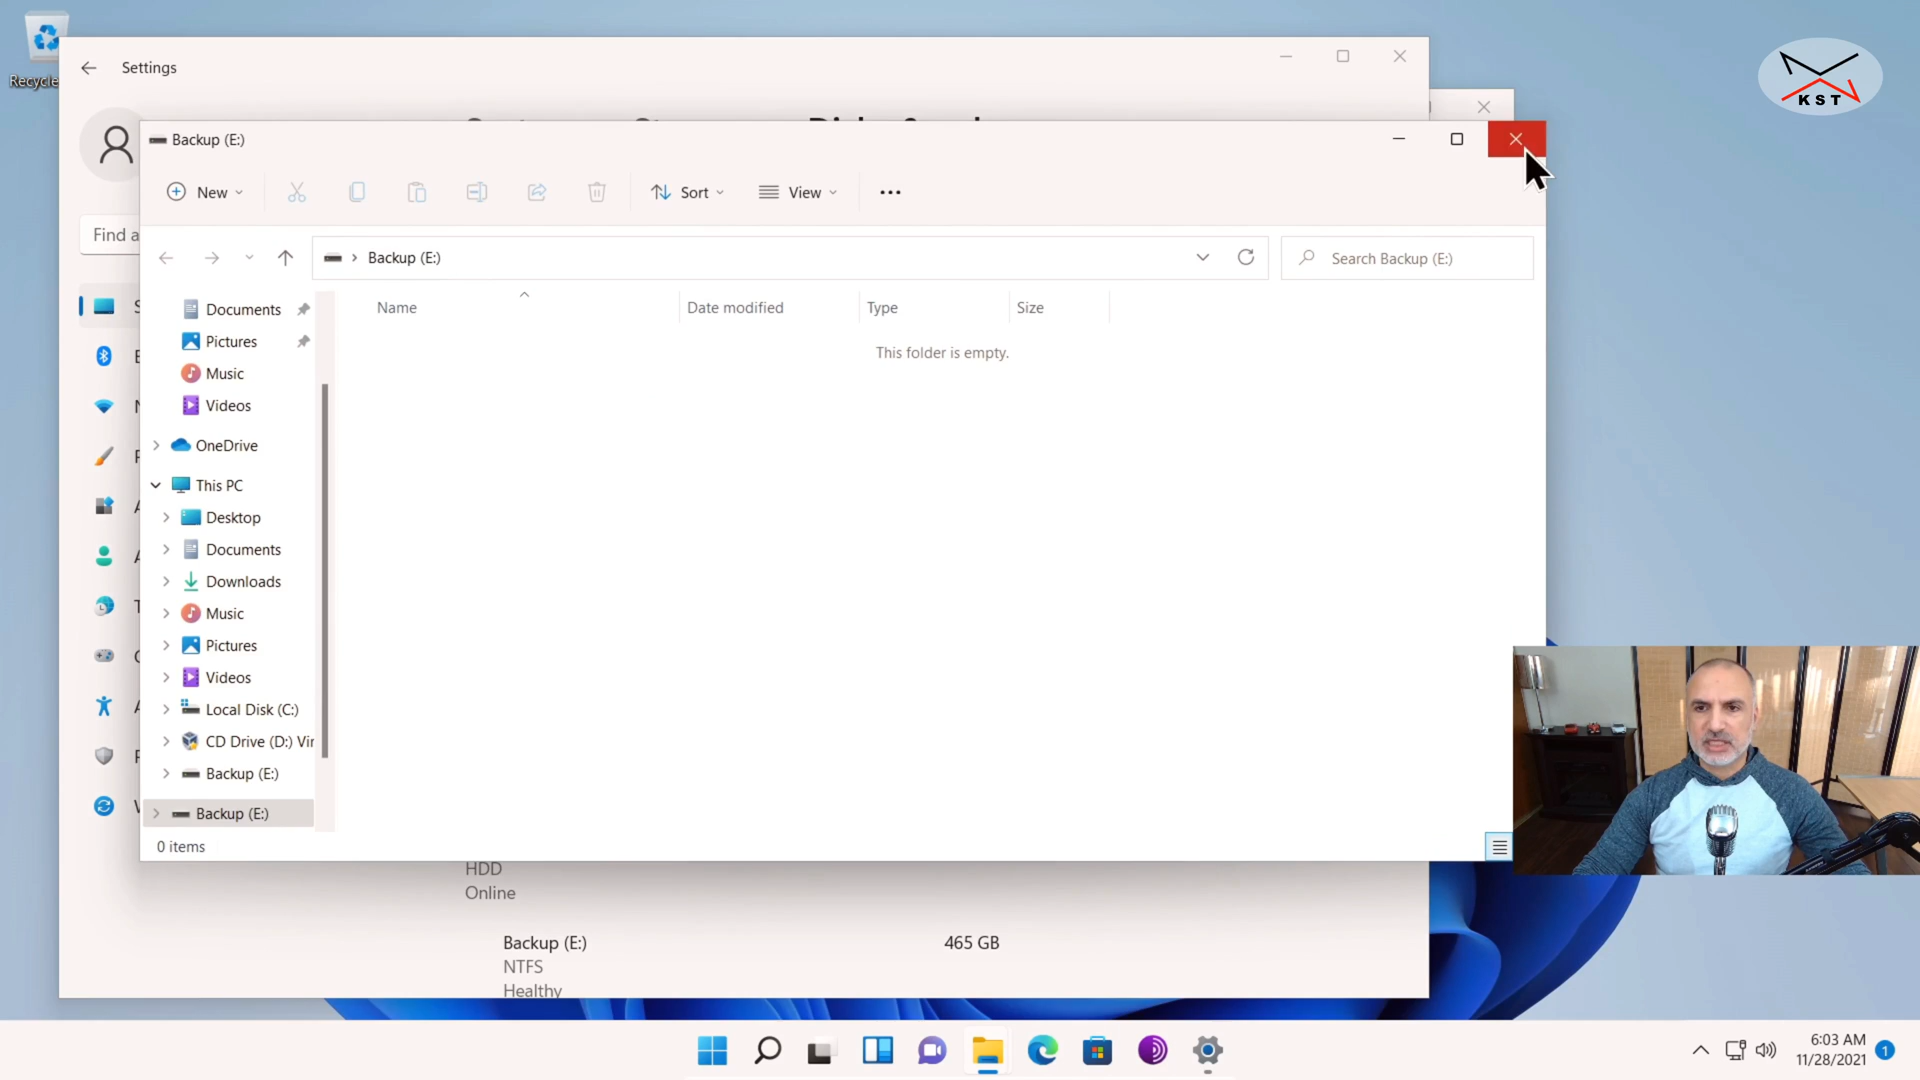 Recycle
Settings
KST
Backup (E:)
New
Sort
View
Find a
Backup (E:)
Search Backup (E:)
Name
Date modified
Type
Size
This folder is empty.
Documents
Pictures
Music
Videos
OneDrive
This PC
Desktop
Documents
Downloads
Music
Pictures
Videos
Local Disk (C:)
CD Drive (D:) Vir
Backup (E:)
Backup (E:)
0 items
HDD
Online
Backup (E:)
465 GB
NTFS
Healthy
6:03 AM
11/28/2021
1